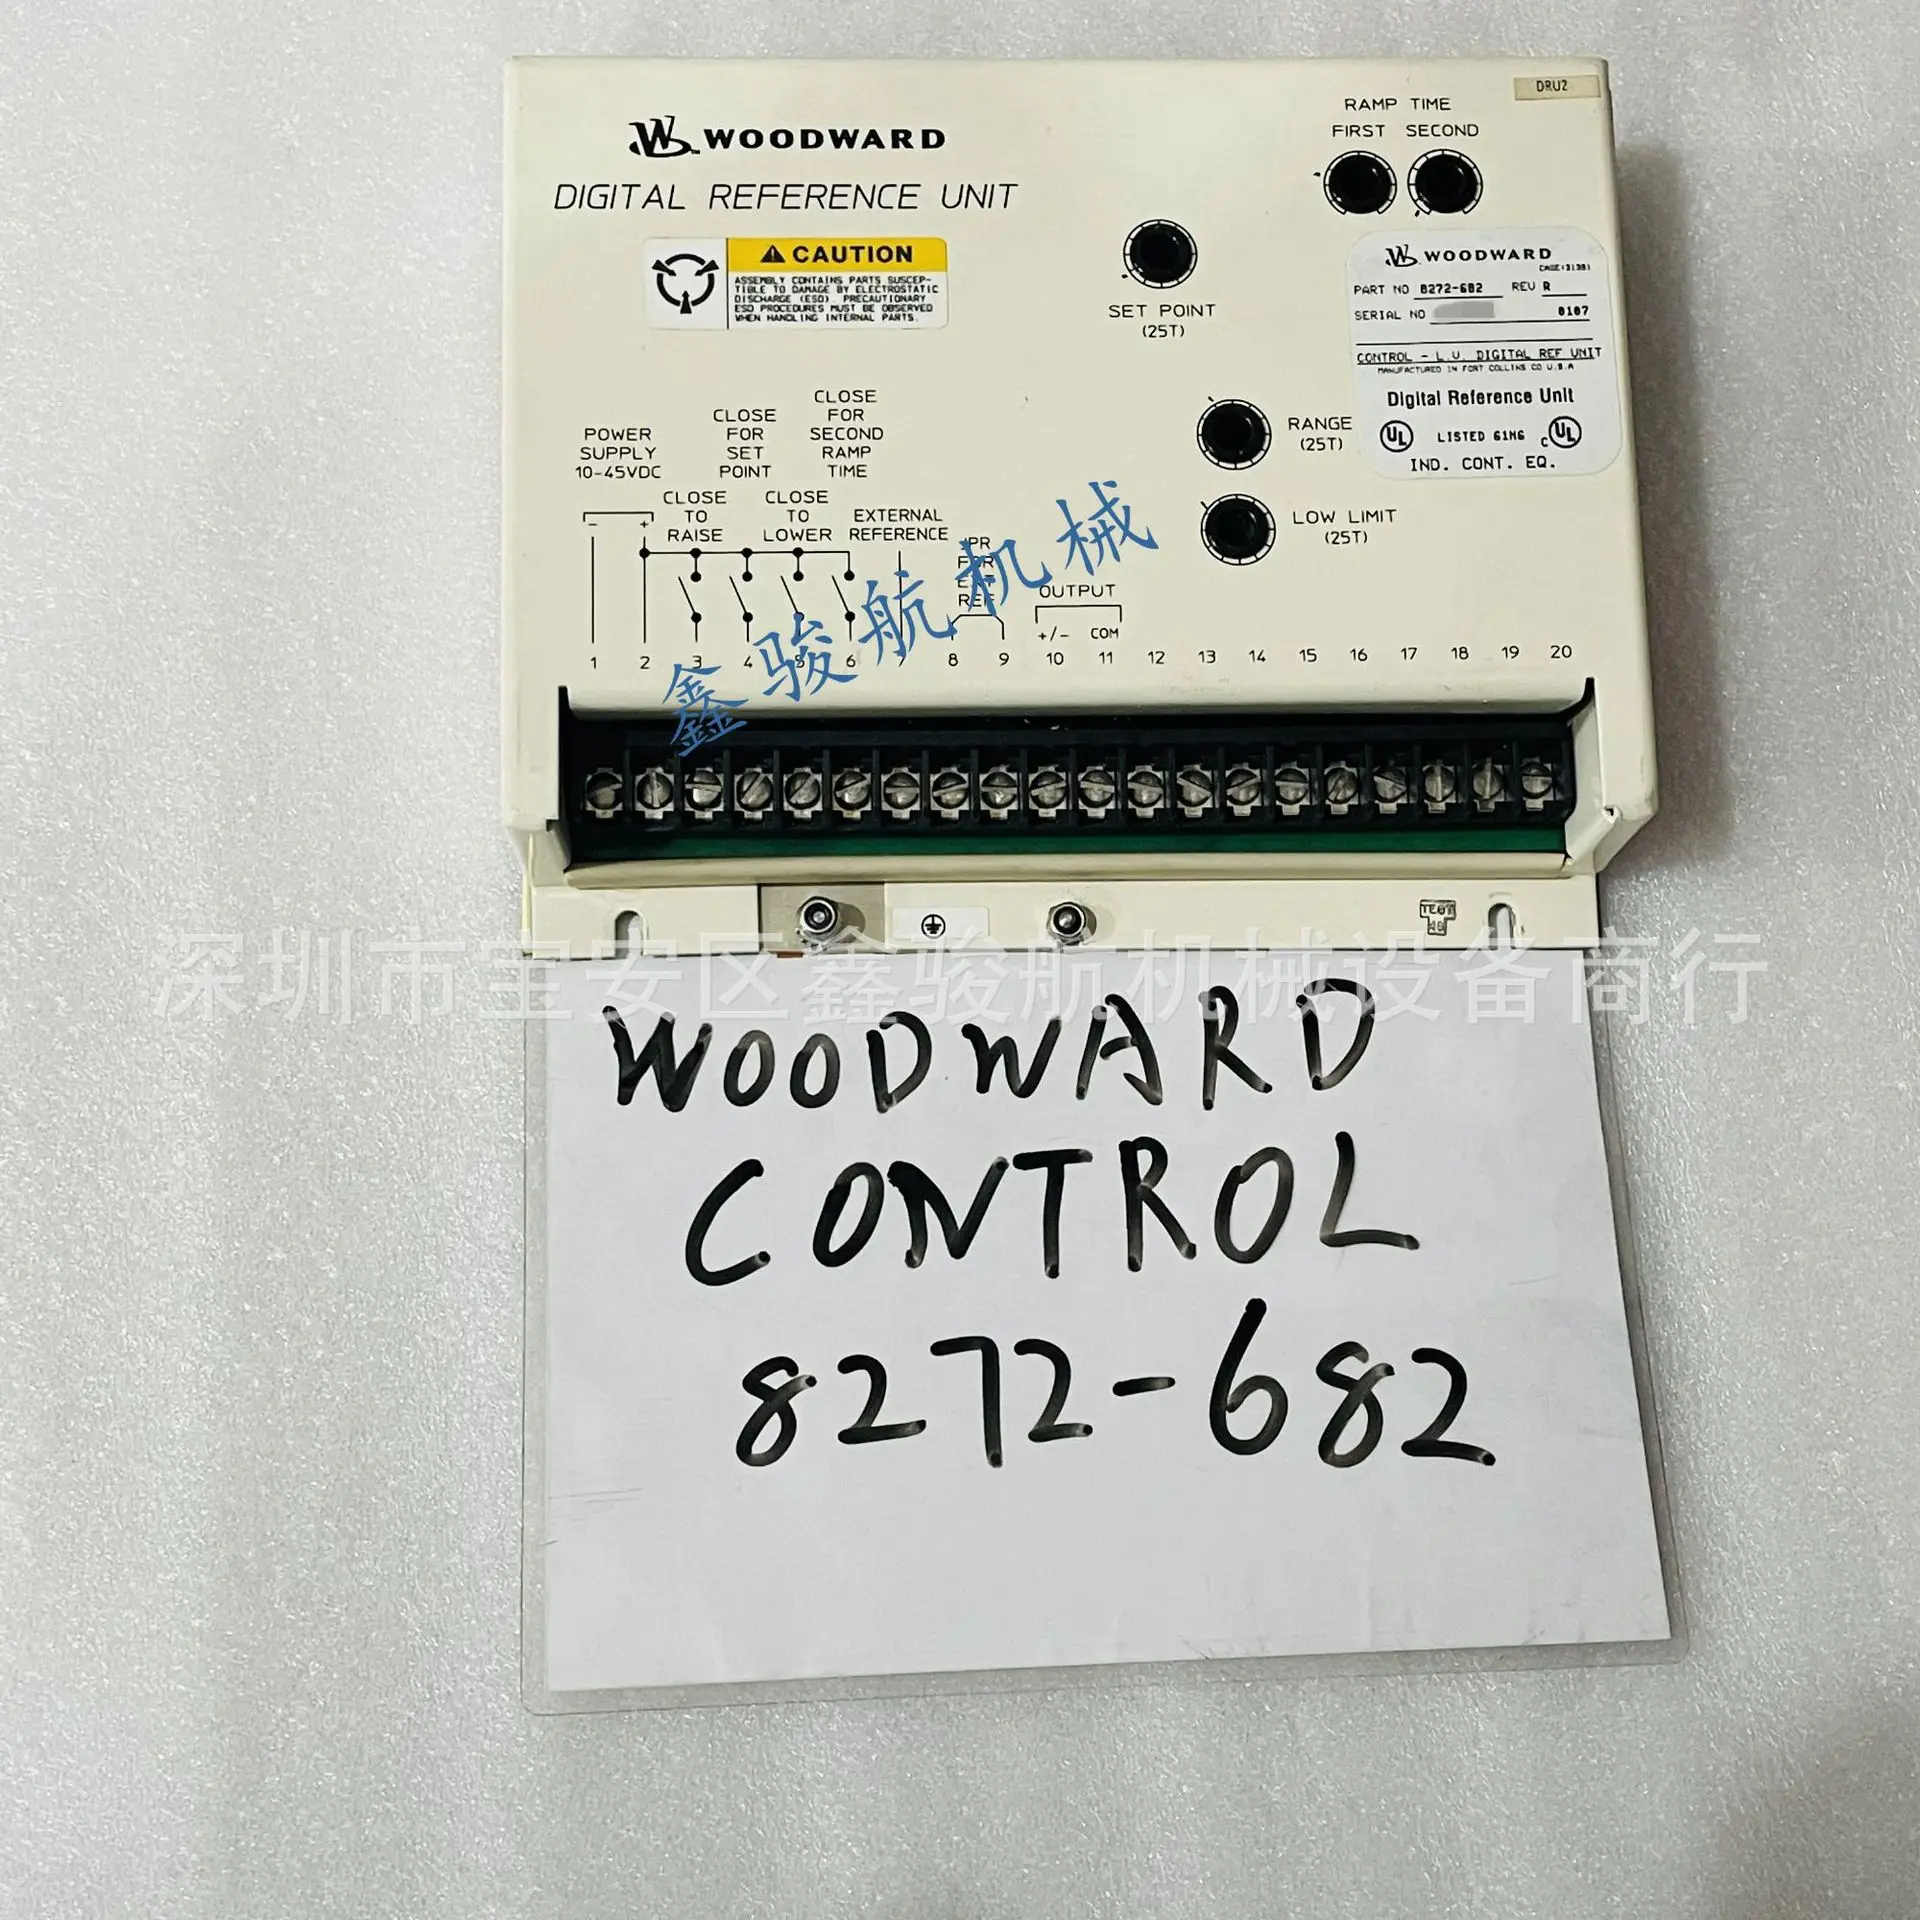 DRU2
WOODWARD
DIGITAL REFERENCE UNIT
CAUTION
ASSEMBLY CONTAINS PARTS SUSCEP-
TIBLE TO DAMAGE BY ELECTROSTATIC
DISCHARGE (ESD). PRECAUTIONARY
ESD PROCEDURES MUST BE OBSERVED
WHEN HANDLING INTERNAL PARTS.
RAMP TIME
FIRST SECOND
SET POINT
(25T)
WOODWARD
PART NO 8272-682 REV R
SERIAL NO 0107
CONTROL - L.V. DIGITAL REF UNIT
MANUFACTURED IN FORT COLLINS CO U.S.A
Digital Reference Unit
UL LISTED 61H6 C UL
IND. CONT. EQ.
RANGE
(25T)
LOW LIMIT
(25T)
POWER
SUPPLY
10-45VDC
- +
CLOSE
TO
RAISE
CLOSE
FOR
SET
POINT
CLOSE
TO
LOWER
CLOSE
FOR
SECOND
RAMP
TIME
EXTERNAL
REFERENCE
FOR
REF
OUTPUT
+/- COM
1 2 3 4 5 6 7 8 9 10 11 12 13 14 15 16 17 18 19 20
鑫骏航机械
深圳市宝安区鑫骏航机械设备商行
WOODWARD
CONTROL
8272-682